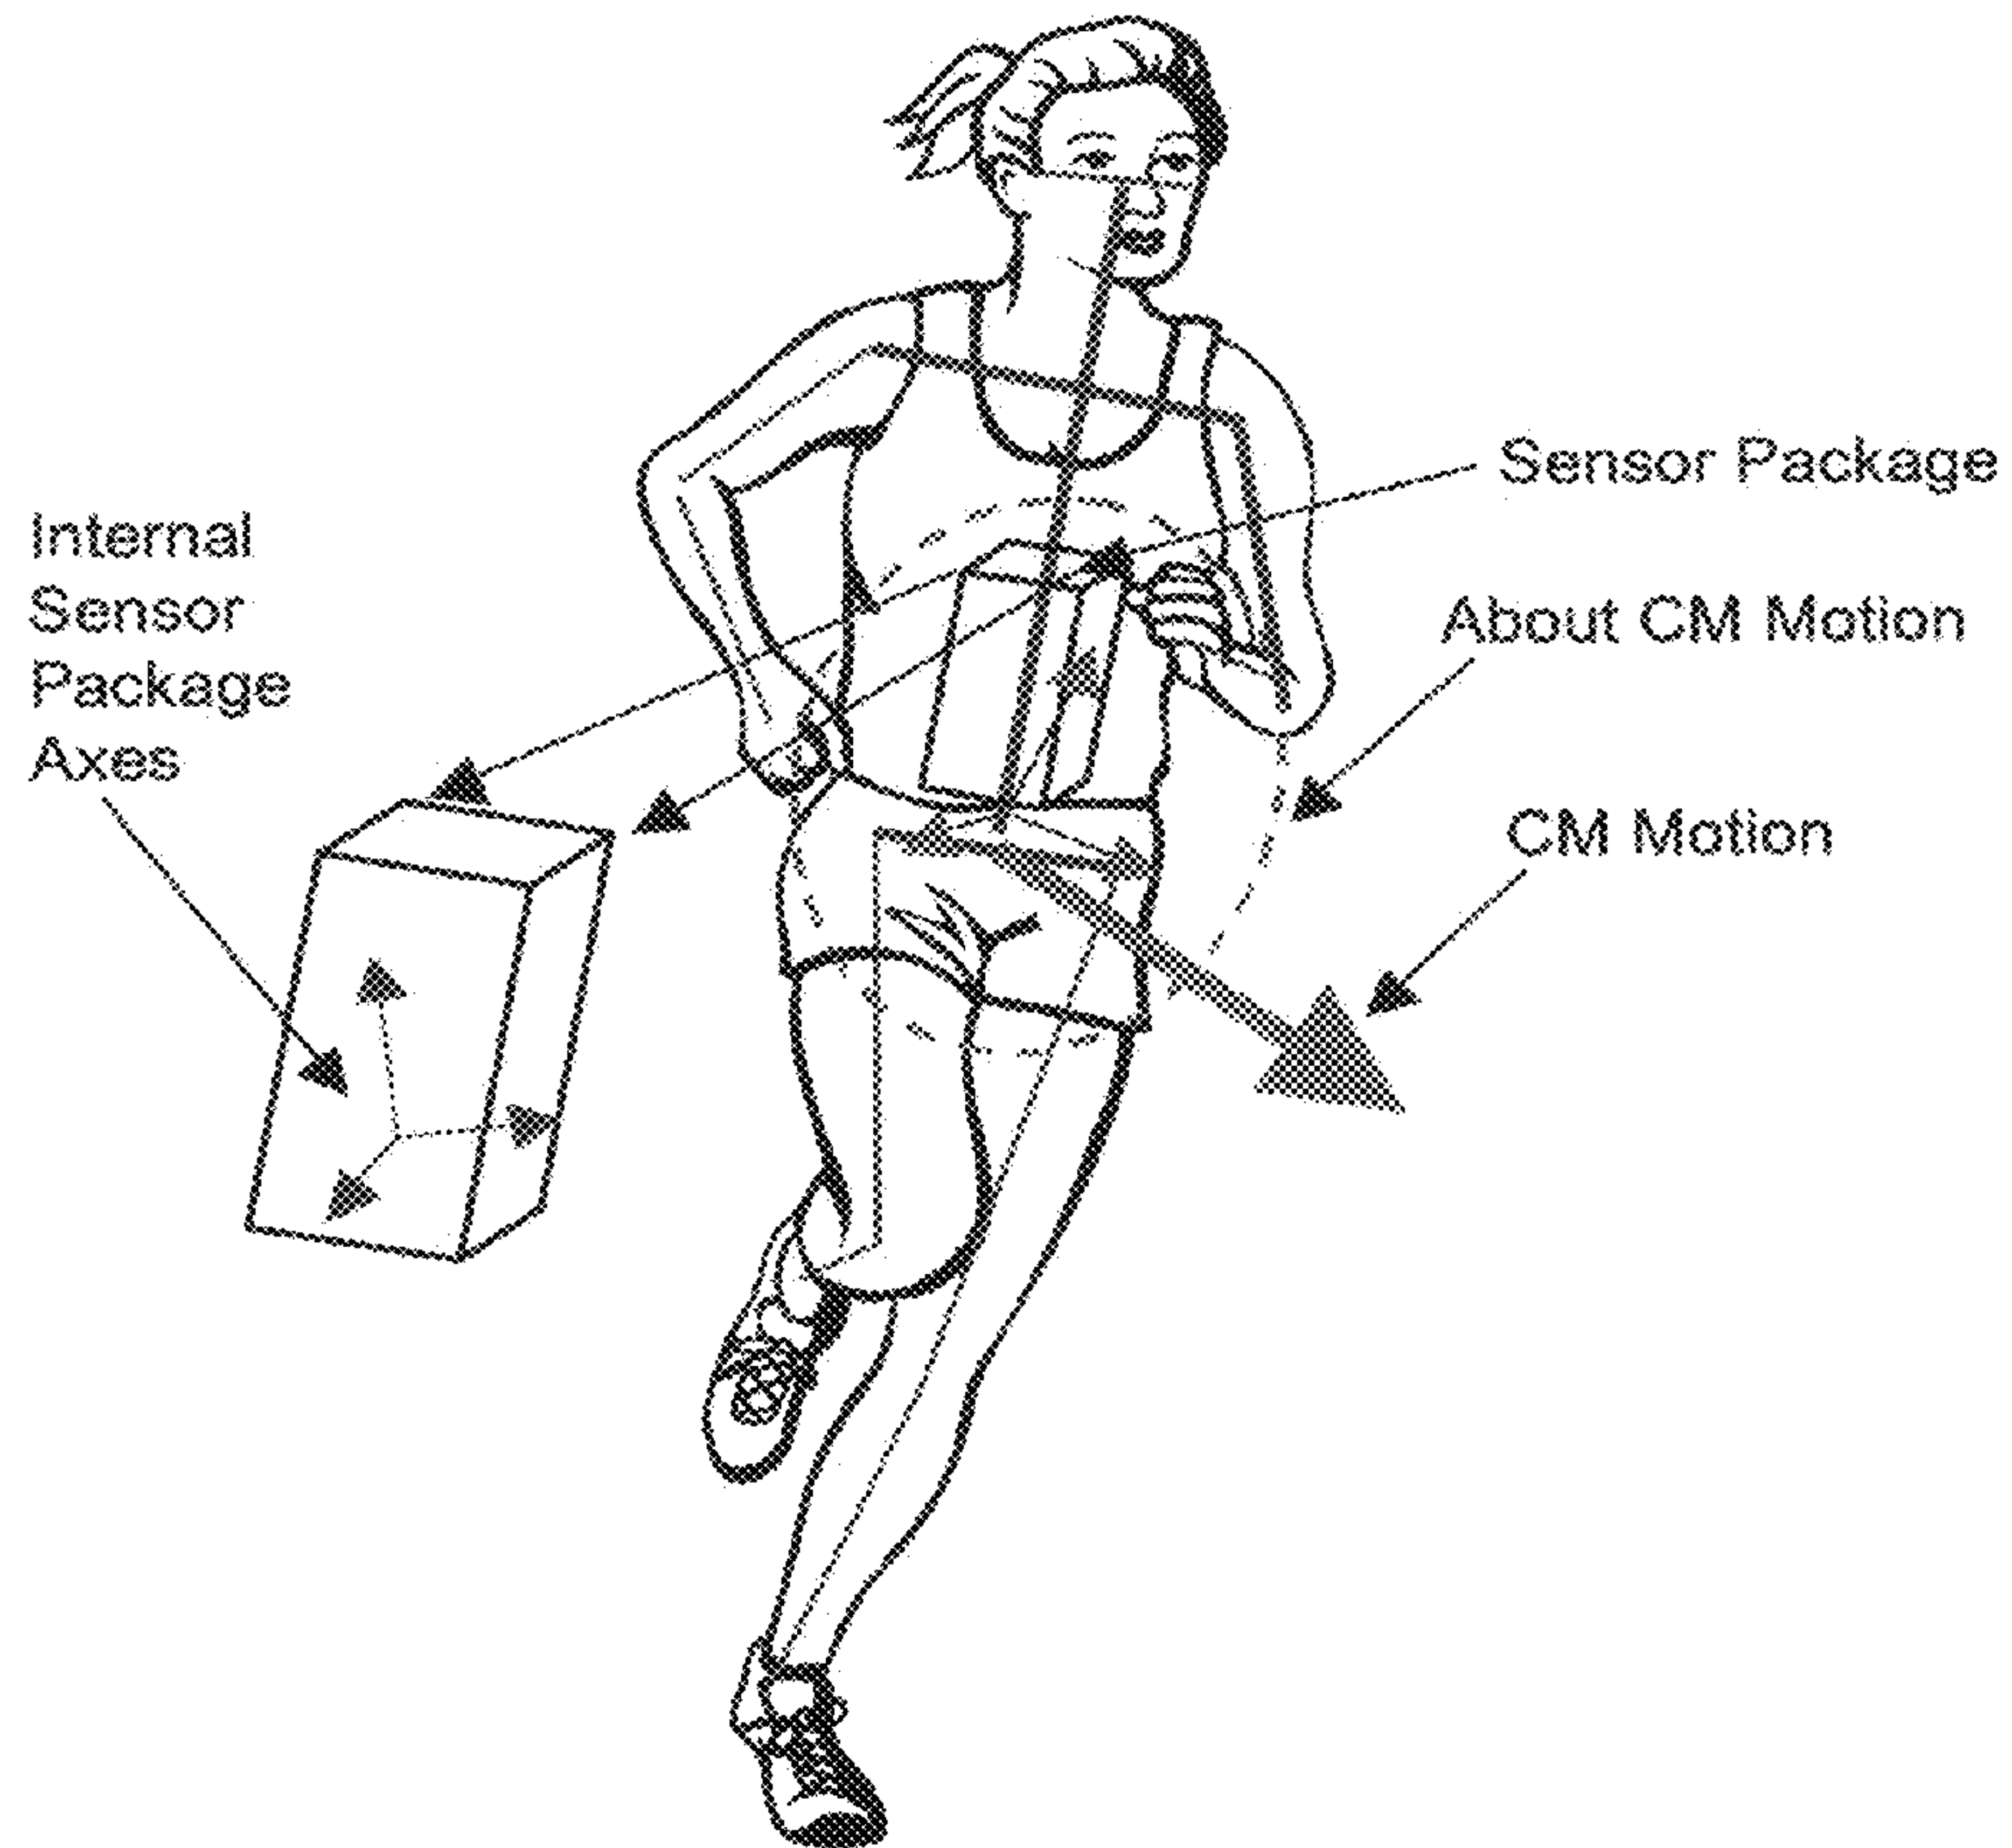 Sensor Package
Internal
Sensor
Package
Axes
About CM Motion
CM Motion